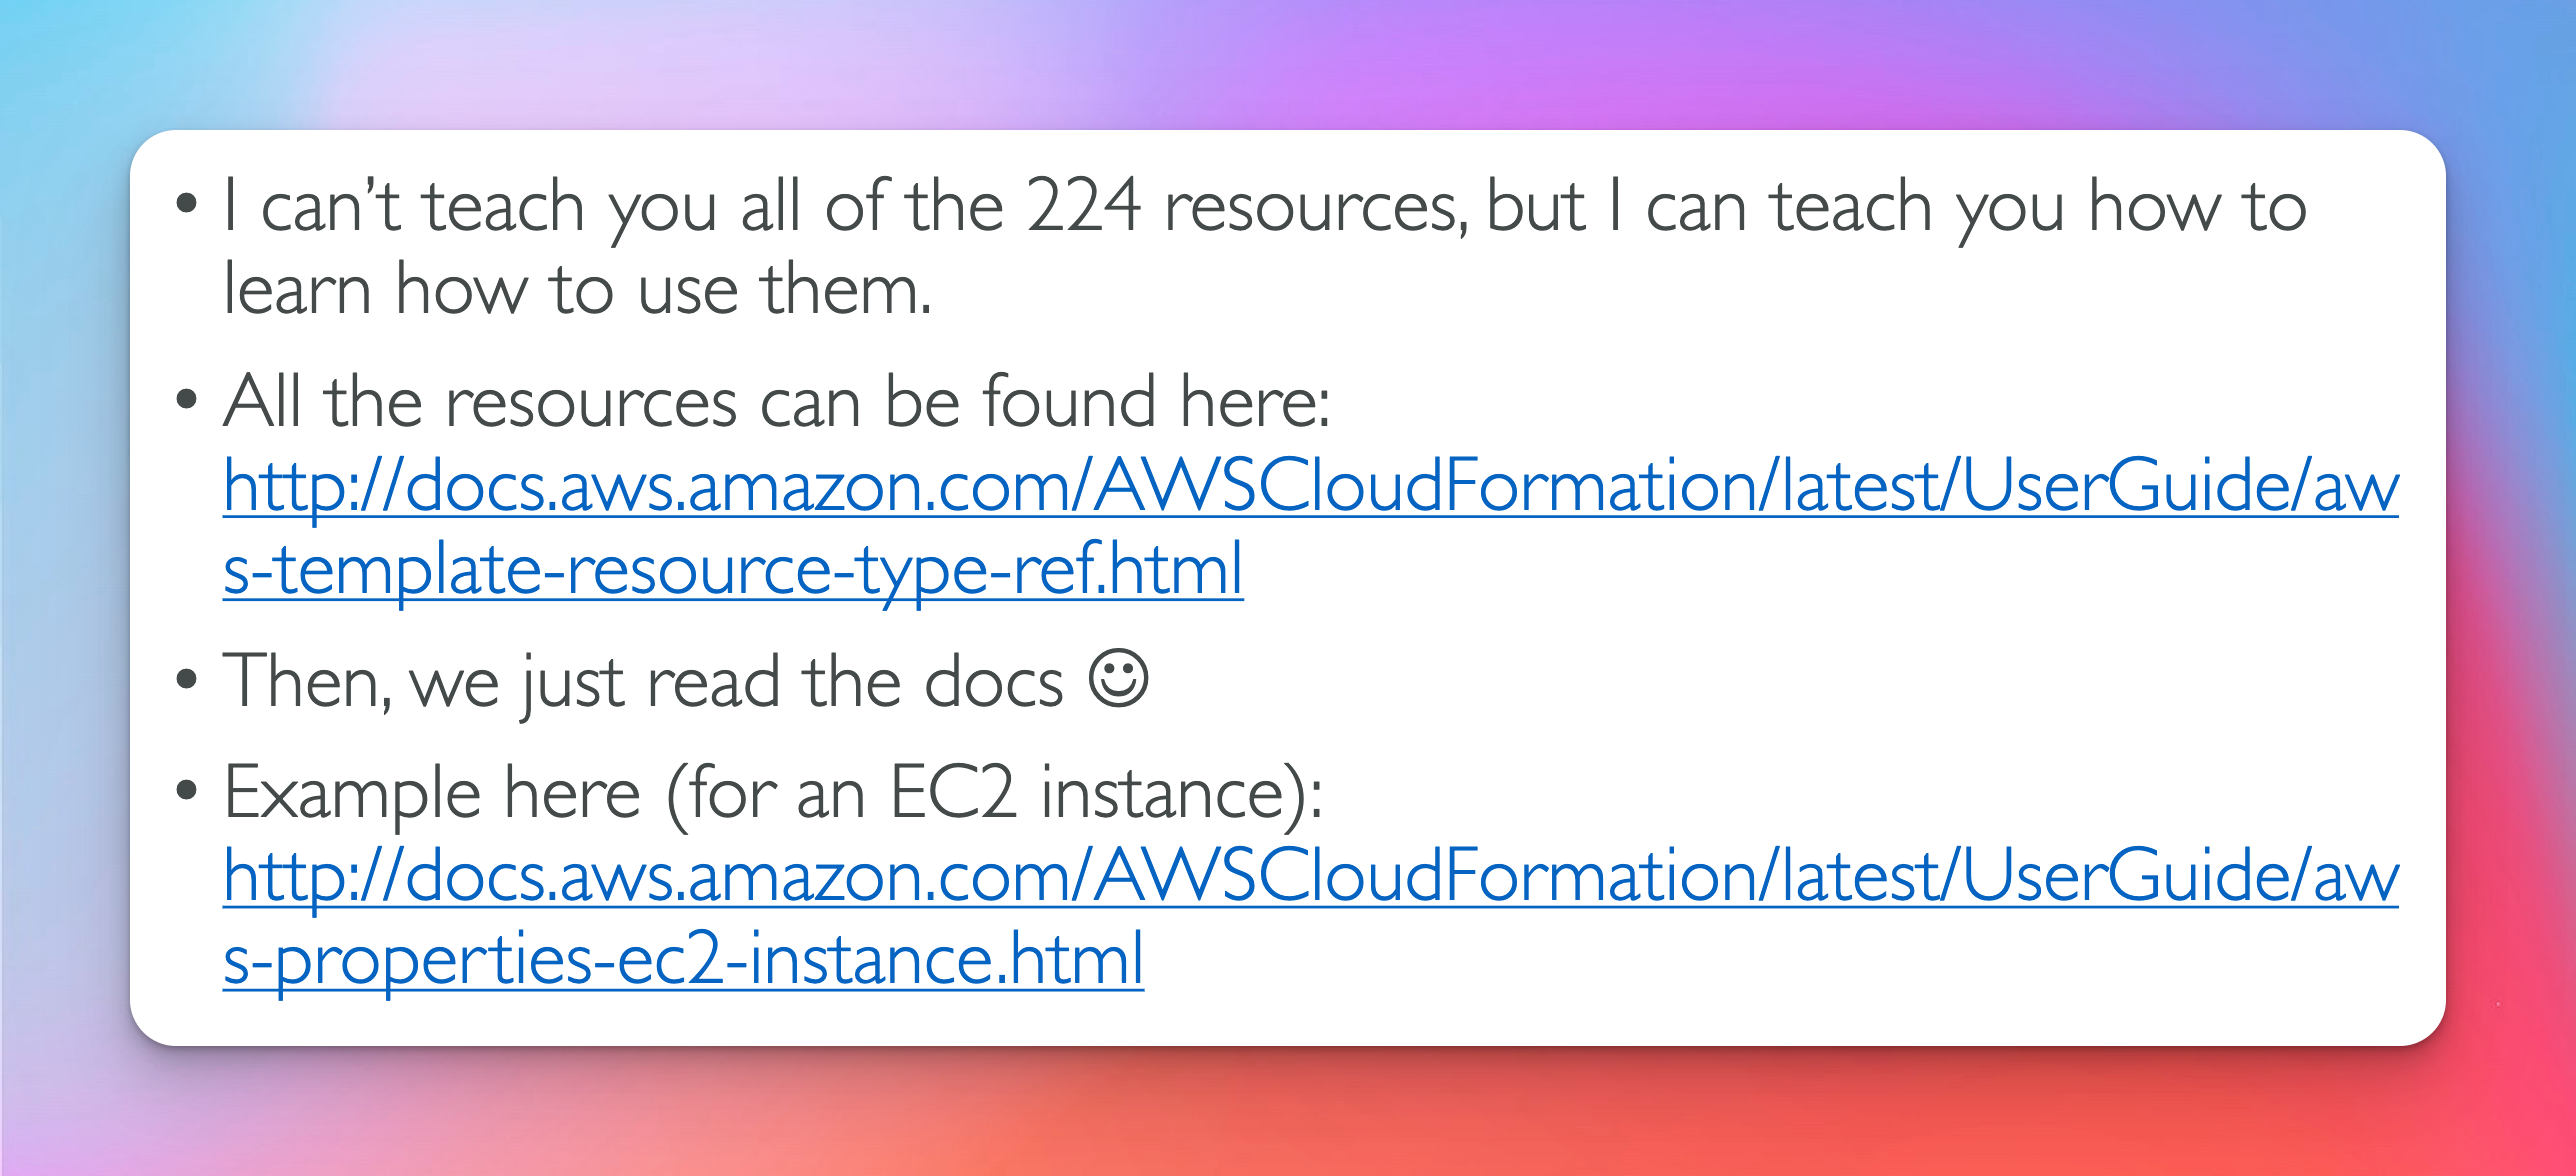 • I can’t teach you all of the 224 resources, but I can teach you how to
learn how to use them.
• All the resources can be found here:
http://docs.aws.amazon.com/AWSCloudFormation/latest/UserGuide/aw
s-template-resource-type-ref.html
• Then, we just read the docs ☺
• Example here (for an EC2 instance):
http://docs.aws.amazon.com/AWSCloudFormation/latest/UserGuide/aw
s-properties-ec2-instance.html